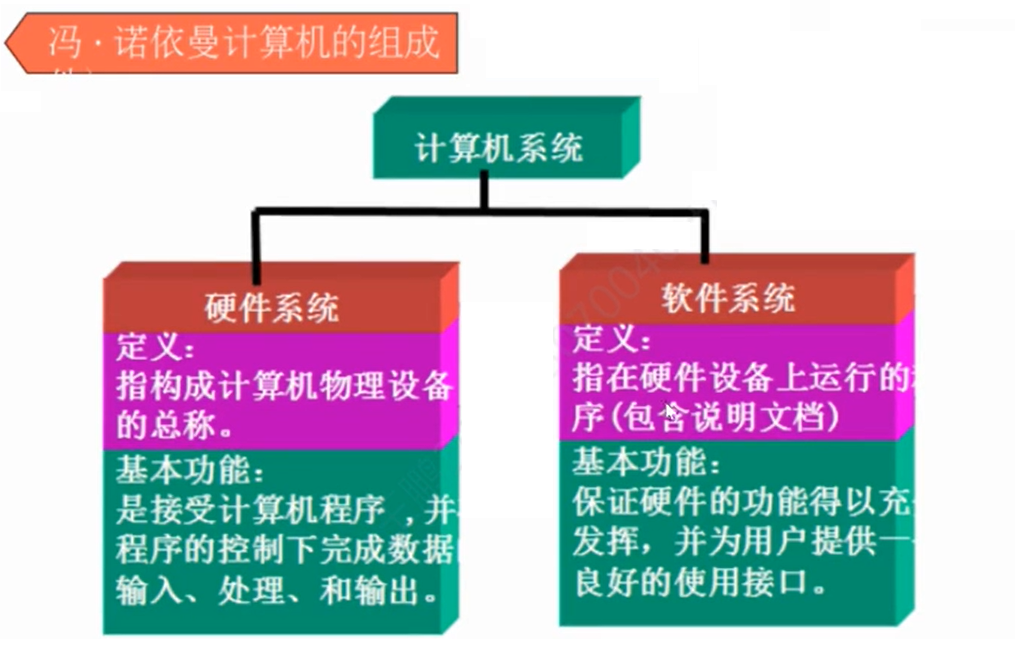 冯·诺依曼计算机的组成
计算机系统
硬件系统
定义：
指构成计算机物理设备
的总称。
基本功能：
是接受计算机程序，并
程序的控制下完成数据
输入、处理、和输出。
软件系统
定义：
指在硬件设备上运行的
序(包含说明文档)
基本功能：
保证硬件的功能得以充
发挥，并为用户提供一
良好的使用接口。